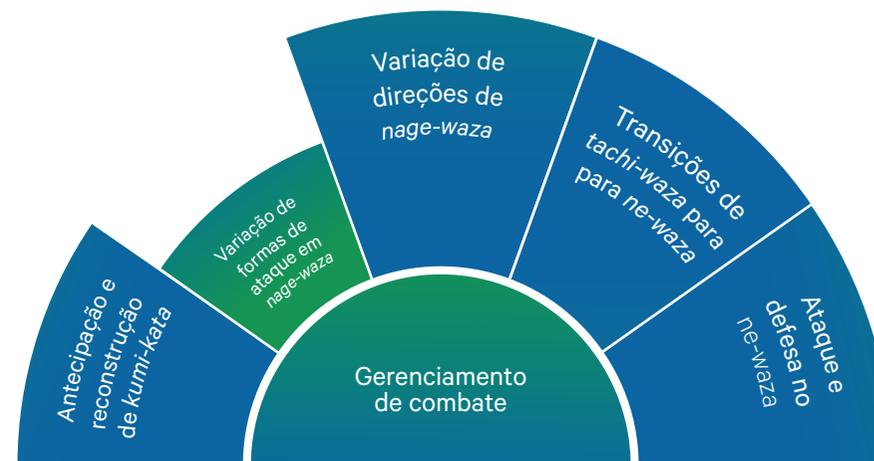 Antecipação e
reconstrução
de kumi-kata
Variação de
formas de
ataque em
nage-waza
Variação de
direções de
nage-waza
Transições de
tachi-waza para
para ne-waza
Ataque e
defesa no
ne-waza
Gerenciamento
de combate